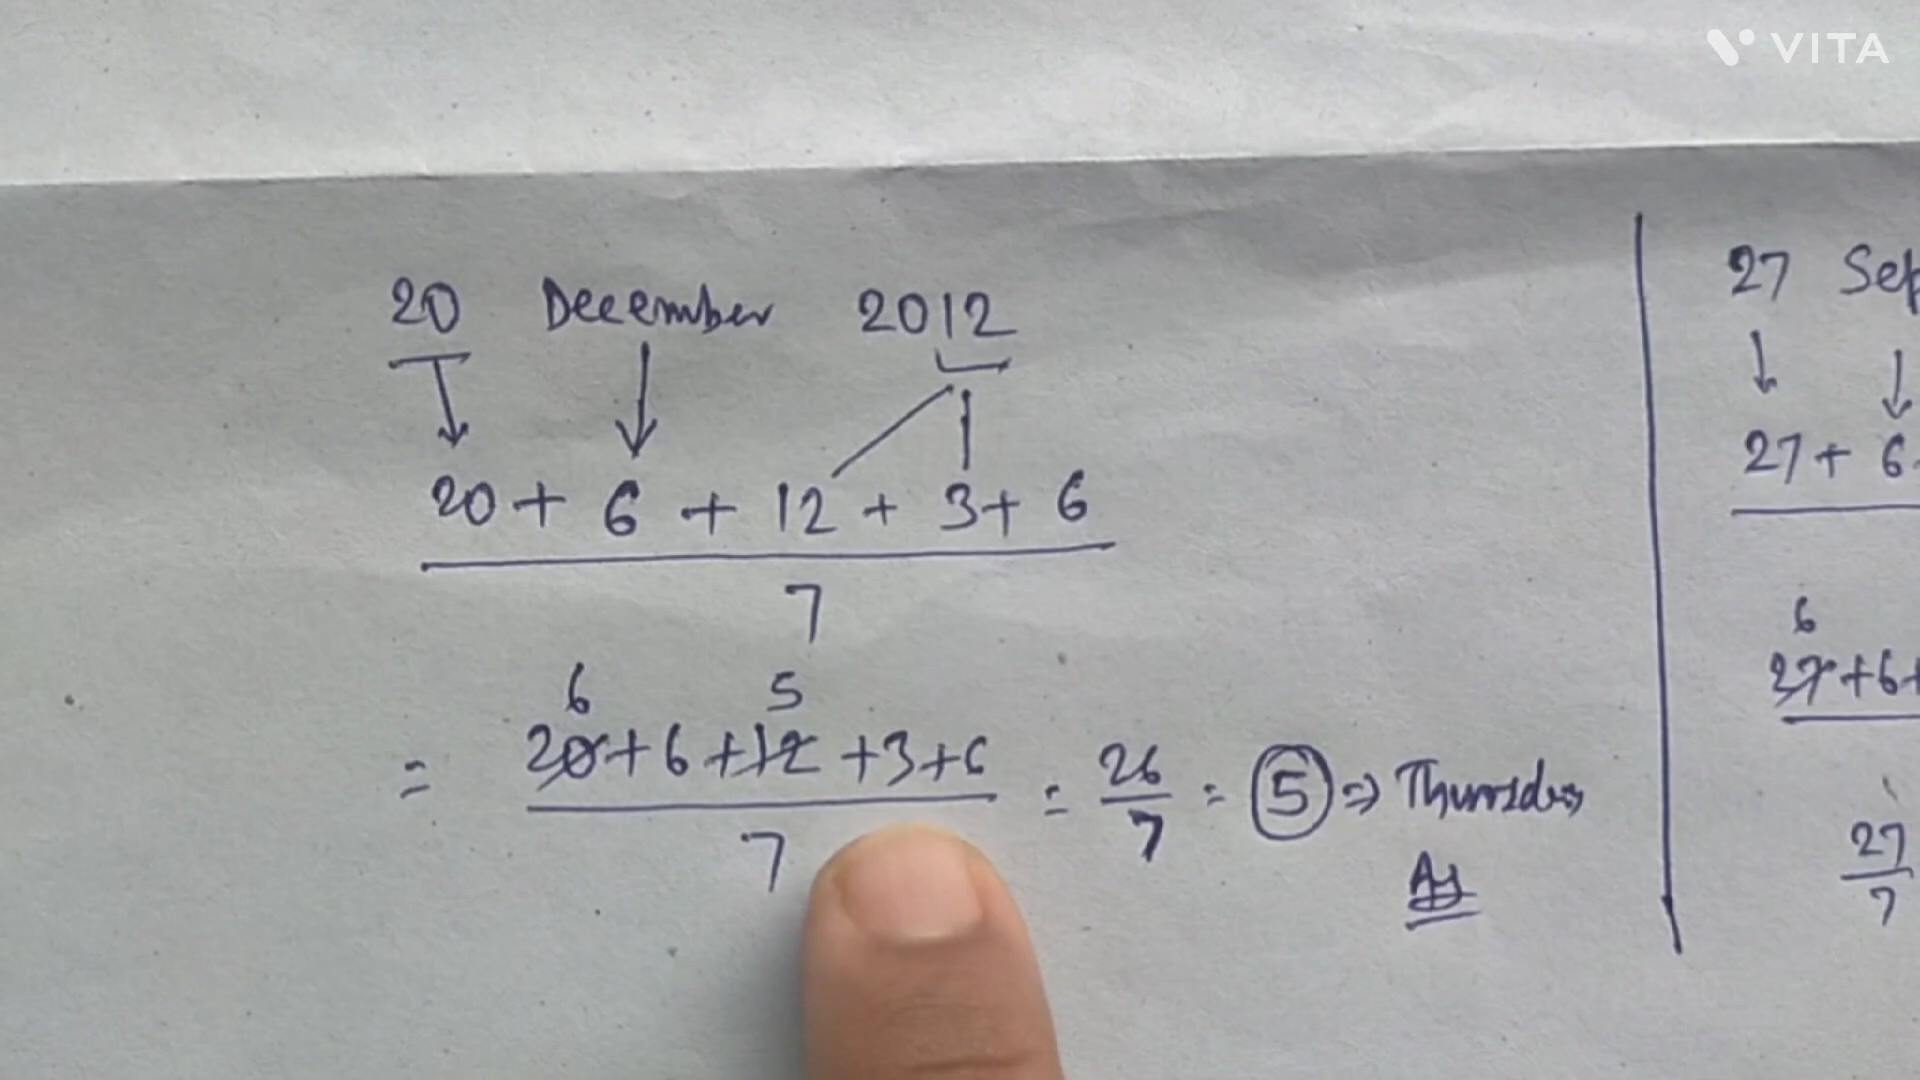 VITA
20 December 2012
20 + 6 + 12 + 3 + 6
7
6 5
= 20 + 6 + 12 + 3 + 6 = 26 = 5 => Thursday
7 7
Ans
27 Sep
27 + 6
6
27 + 6 +
27
7